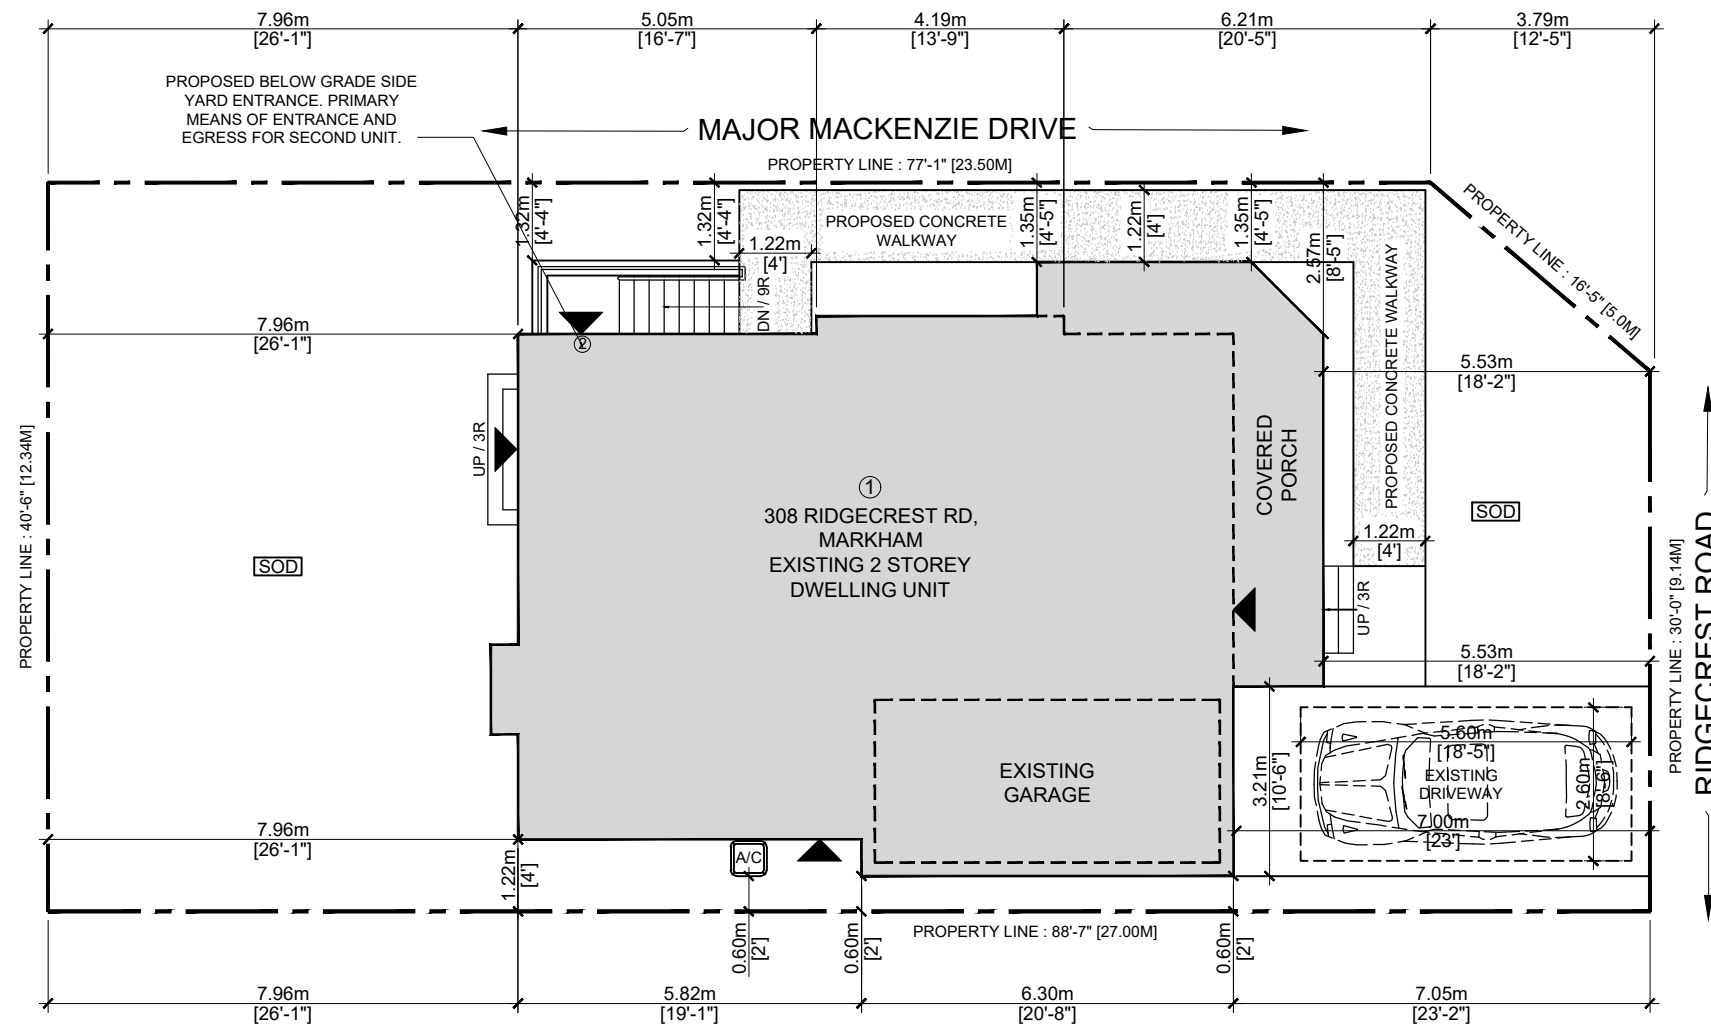 7.96m
[26'-1"]
5.05m
[16'-7"]
4.19m
[13'-9"]
6.21m
[20'-5"]
3.79m
[12'-5"]
PROPOSED BELOW GRADE SIDE
YARD ENTRANCE. PRIMARY
MEANS OF ENTRANCE AND
EGRESS FOR SECOND UNIT.
MAJOR MACKENZIE DRIVE
PROPERTY LINE : 77'-1" [23.50M]
PROPERTY LINE : 16'-5" [5.0M]
1.32m
[4'-4"]
1.32m
[4'-4"]
PROPOSED CONCRETE
WALKWAY
1.22m
[4']
1.35m
[4'-5"]
1.22m
[4']
1.35m
[4'-5"]
2.57m
[8'-5"]
DN / 9R
2
7.96m
[26'-1"]
5.53m
[18'-2"]
PROPOSED CONCRETE WALKWAY
UP / 3R
COVERED
PORCH
1
308 RIDGECREST RD,
MARKHAM
EXISTING 2 STOREY
DWELLING UNIT
SOD
SOD
1.22m
[4']
PROPERTY LINE : 40'-6" [12.34M]
PROPERTY LINE : 30'-0" [9.14M]
RIDGECREST ROAD
UP / 3R
5.53m
[18'-2"]
EXISTING
GARAGE
3.21m
[10'-6"]
5.60m
[18'-5"]
EXISTING
DRIVEWAY
2.60m
[8'-6"]
7.00m
[23']
7.96m
[26'-1"]
A/C
1.22m
[4']
0.60m
[2']
0.60m
[2']
PROPERTY LINE : 88'-7" [27.00M]
0.60m
[2']
7.96m
[26'-1"]
5.82m
[19'-1"]
6.30m
[20'-8"]
7.05m
[23'-2"]